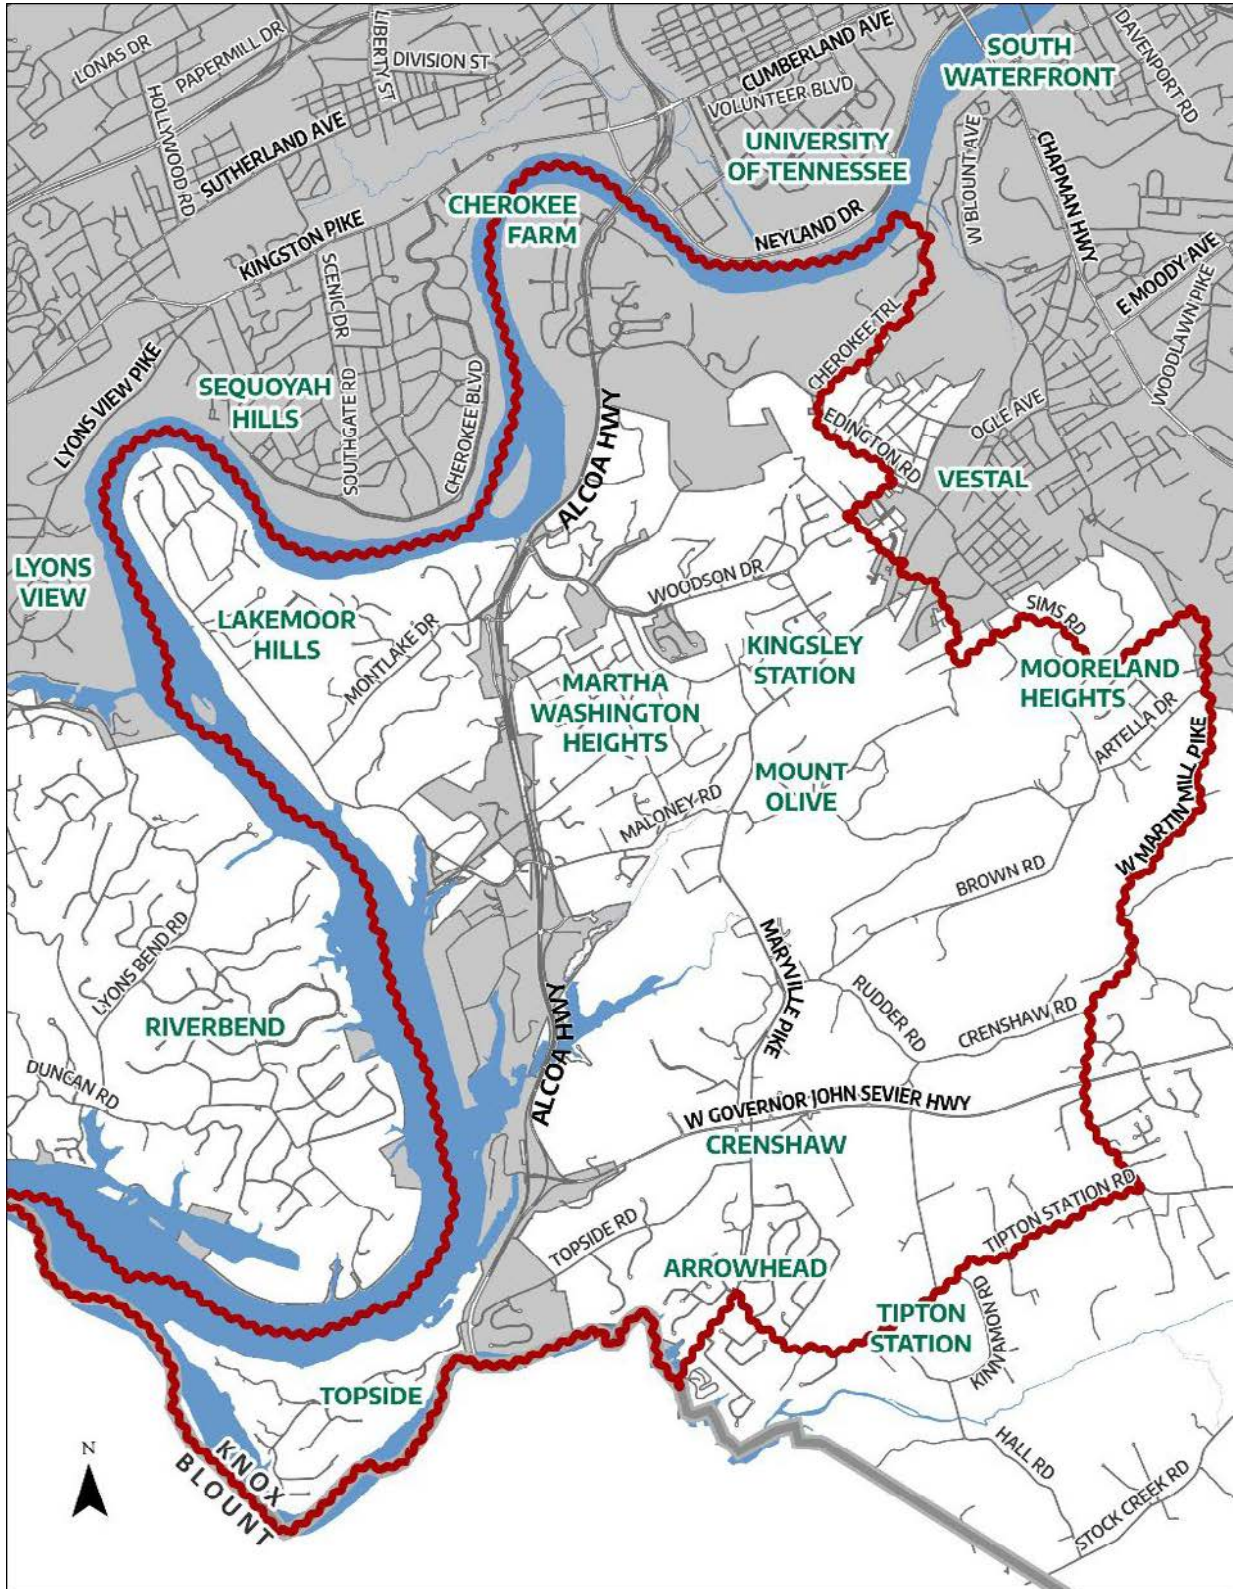 LONAS DR
PAPERMILL DR
LIBERTY ST
DIVISION ST
CUMBERLAND AVE
SOUTH
WATERFRONT
DAVENPORT RD
HOLLYWOOD RD
SUTHERLAND AVE
VOLUNTEER BLVD
UNIVERSITY
OF TENNESSEE
W BLOUNT AVE
CHAPMAN HWY
CHEROKEE
FARM
KINGSTON PIKE
NEYLAND DR
E MOODY AVE
SCENIC DR
WOODLAWN PIKE
CHEROKEE TRL
LYONS VIEW PIKE
SEQUOYAH
HILLS
SOUTHGATE RD
CHEROKEE BLVD
ALCOA HWY
EDINGTON RD
OGLE AVE
VESTAL
LYONS
VIEW
WOODSON DR
LAKEMOOR
HILLS
MONTLAKE DR
SIMS RD
KINGSLEY
STATION
MOORELAND
HEIGHTS
MARTHA
WASHINGTON
HEIGHTS
ARTELLA DR
W MARTIN MILL PIKE
MOUNT
OLIVE
MALONEY RD
BROWN RD
LYONS BEND RD
MARYVILLE PIKE
RIVERBEND
RUDDER RD
CRENSHAW RD
ALCOA HWY
DUNCAN RD
W GOVERNOR JOHN SEVIER HWY
CRENSHAW
TOPSIDE RD
TIPTON STATION RD
ARROWHEAD
TIPTON
STATION
KINNAMON RD
TOPSIDE
KNOX
BLOUNT
HALL RD
STOCK CREEK RD
N